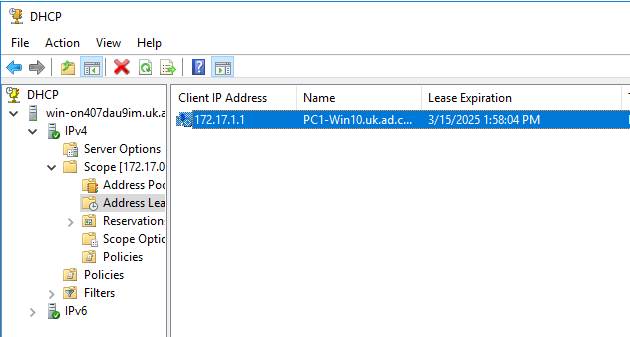 DHCP
File Action View Help
DHCP
win-on407dau9im.uk.a
IPv4
Server Options
Scope [172.17.0
Address Poo
Address Lea
Reservations
Scope Optio
Policies
Policies
Filters
IPv6
Client IP Address Name Lease Expiration
172.17.1.1 PC1-Win10.uk.ad.c... 3/15/2025 1:58:04 PM